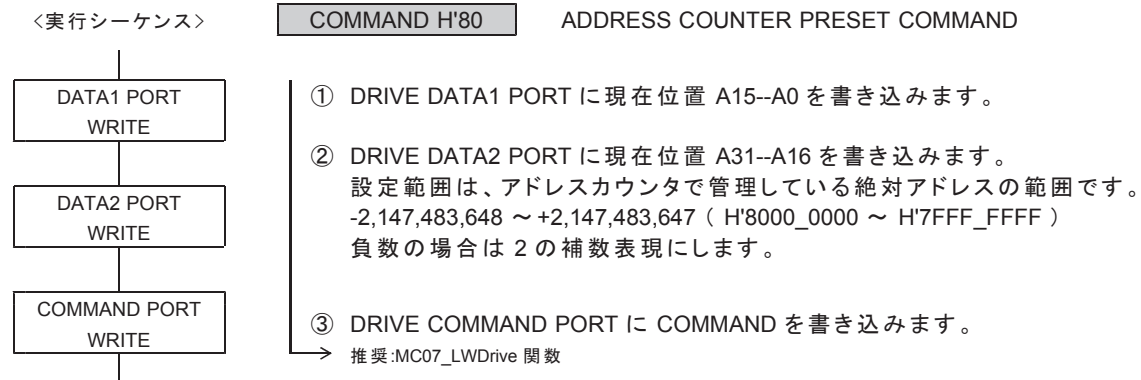 <実行シーケンス>
COMMAND H'80 ADDRESS COUNTER PRESET COMMAND
DATA1 PORT
WRITE
① DRIVE DATA1 PORT に現在位置 A15--A0 を書き込みます。
② DRIVE DATA2 PORT に現在位置 A31--A16 を書き込みます。
設定範囲は、アドレスカウンタで管理している絶対アドレスの範囲です。
-2,147,483,648 ～ +2,147,483,647 ( H'8000_0000 ～ H'7FFF_FFFF )
負数の場合は 2 の補数表現にします。
DATA2 PORT
WRITE
COMMAND PORT
WRITE
③ DRIVE COMMAND PORT に COMMAND を書き込みます。
推奨:MC07_LWDrive 関数